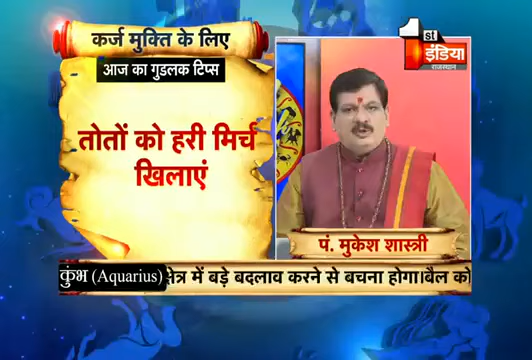 कर्ज मुक्ति के लिए
आज का गुडलक टिप्स
तोतों को हरी मिर्च
खिलाएं
1st
इंडिया
राजस्थान
पं. मुकेश शास्त्री
कुंभ (Aquarius) क्षेत्र में बड़े बदलाव करने से बचना होगा।बैल को